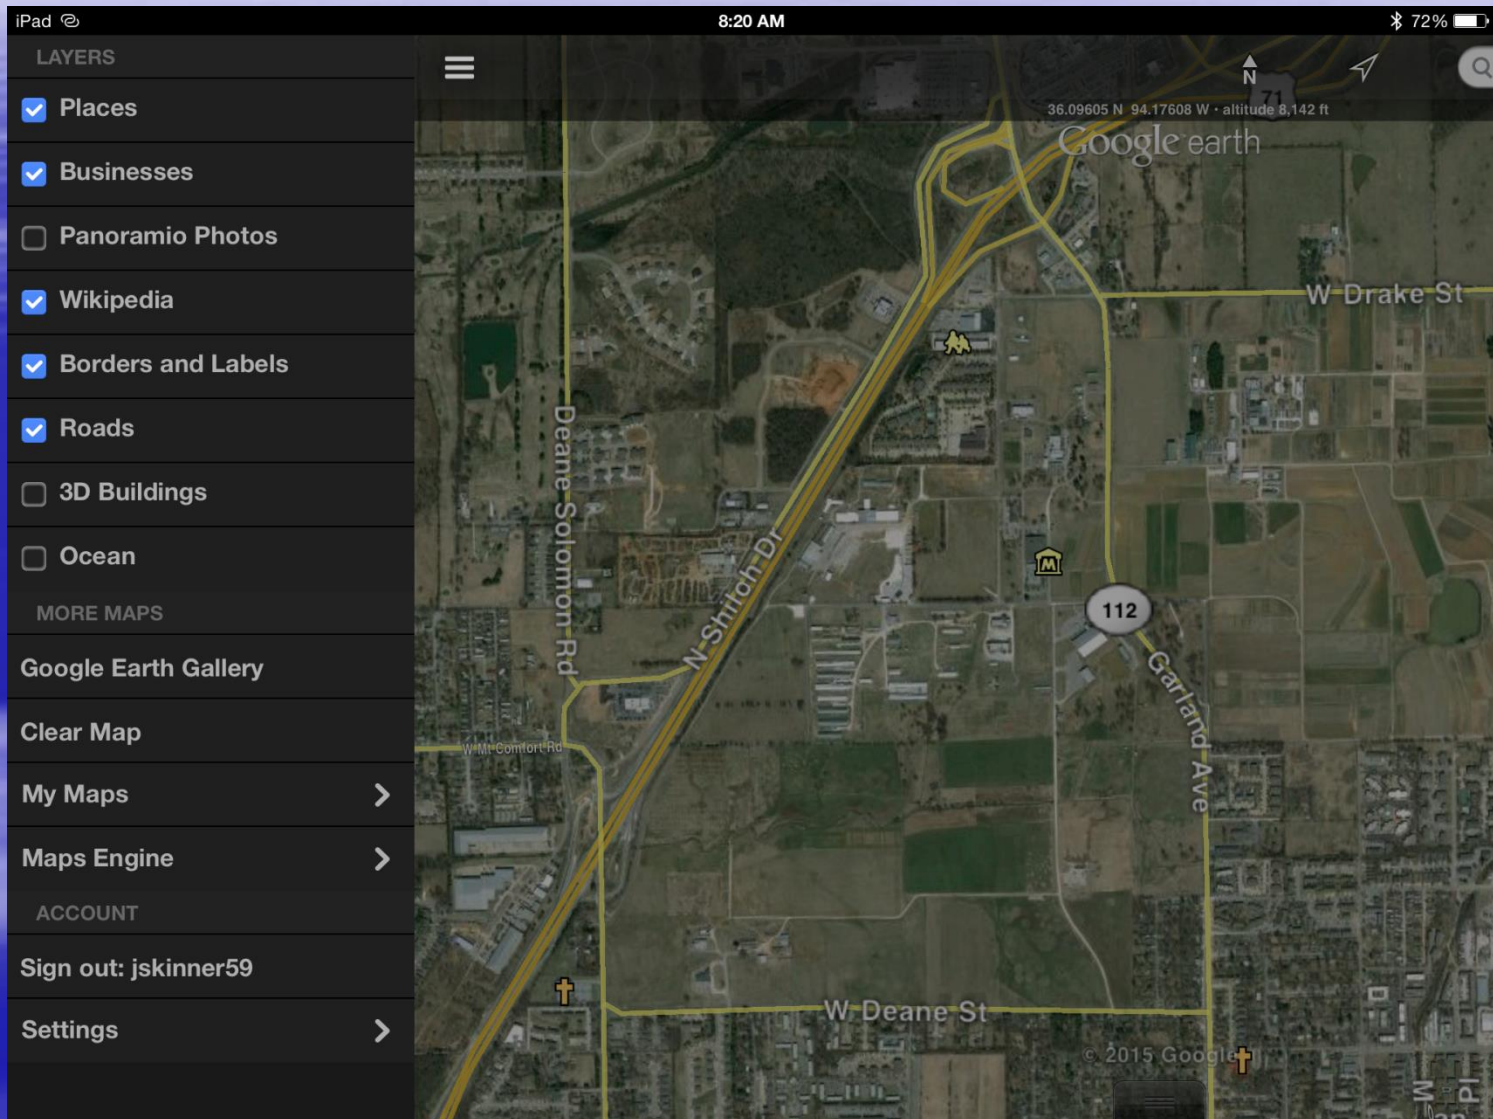 iPad 8:20 AM 72%
LAYERS
Places
Businesses
Panoramio Photos
Wikipedia
Borders and Labels
Roads
3D Buildings
Ocean
MORE MAPS
Google Earth Gallery
Clear Map
My Maps
Maps Engine
ACCOUNT
Sign out: jskinner59
Settings
N
71
36.09605 N 94.17608 W • altitude 8,142 ft
Google earth
W Drake St
Deane Solomon Rd
N Shiloh Dr
M
112
Garland Ave
W Mt Comfort Rd
W Deane St
© 2015 Google
Pl